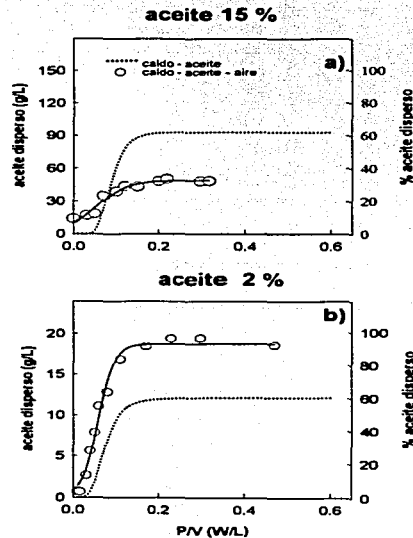 aceite 15 %
caldo - aceite
caldo - aceite - aire
a)
aceite disperso (g/L)
150
120
90
60
30
0
100
80
60
40
20
0
% aceite disperso
0.0 0.2 0.4 0.6
aceite 2 %
b)
aceite disperso (g/L)
20
15
10
5
0
100
80
60
40
20
0
% aceite disperso
0.0 0.2 0.4 0.6
P/V (W/L)